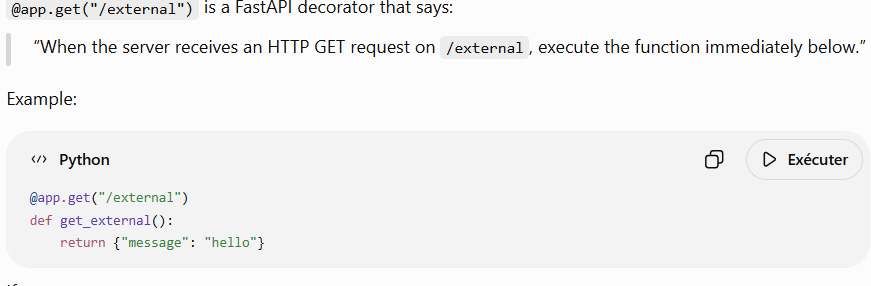 @app.get("/external") is a FastAPI decorator that says:
“When the server receives an HTTP GET request on /external, execute the function immediately below.”
Example:
</> Python
Exécuter
@app.get("/external")
def get_external():
    return {"message": "hello"}